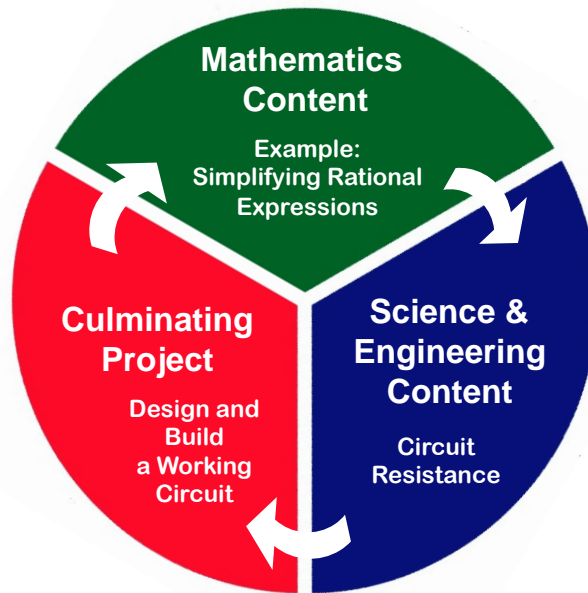 Mathematics
Content
Example:
Simplifying Rational
Expressions
Science &
Engineering
Content
Circuit
Resistance
Culminating
Project
Design and
Build
a Working
Circuit